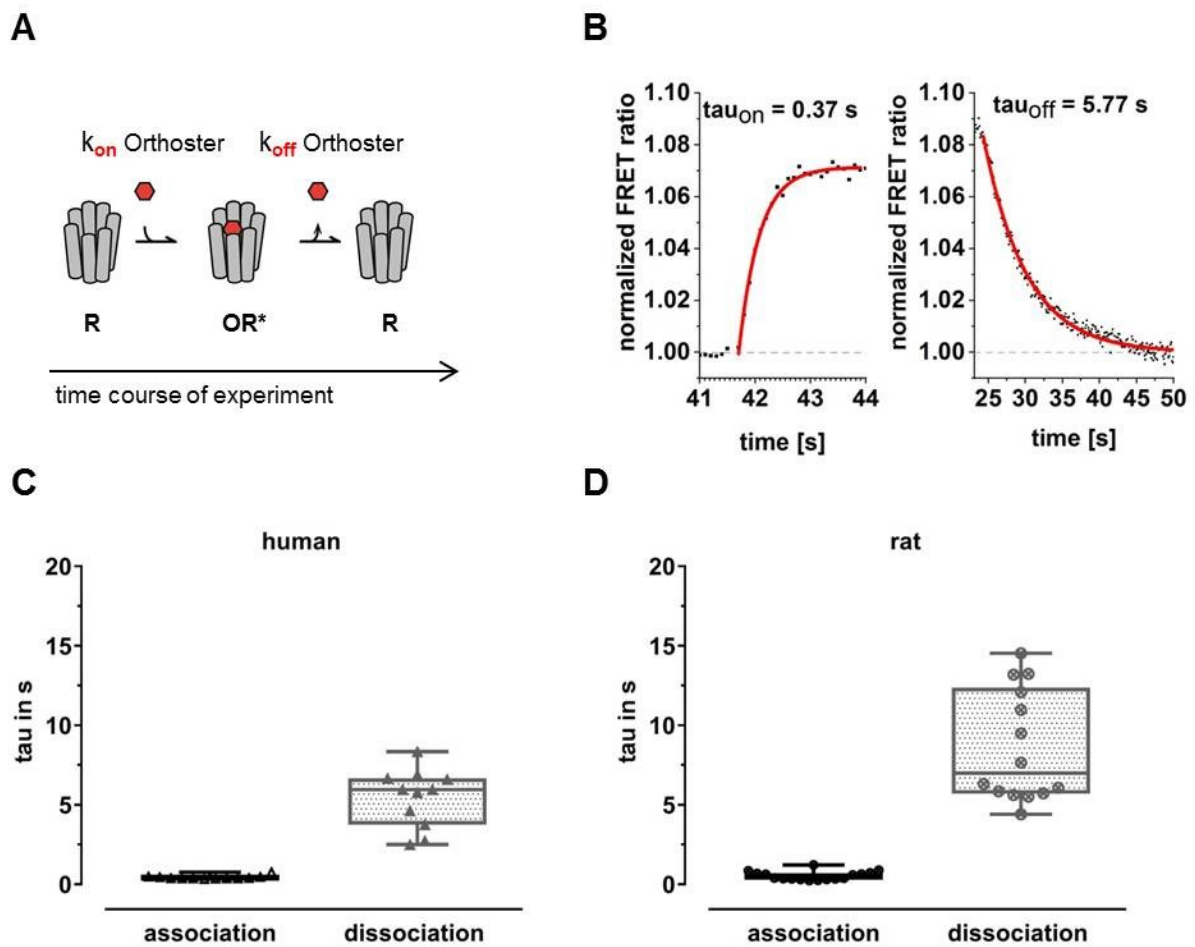 A
k_on Orthoster
k_off Orthoster
R
OR*
R
time course of experiment
B
normalized FRET ratio
1.10
1.08
1.06
1.04
1.02
1.00
tau_on = 0.37 s
41 42 43 44
time [s]
normalized FRET ratio
1.10
1.08
1.06
1.04
1.02
1.00
tau_off = 5.77 s
25 30 35 40 45 50
time [s]
C
human
tau in s
20
15
10
5
0
association dissociation
D
rat
tau in s
20
15
10
5
0
association dissociation